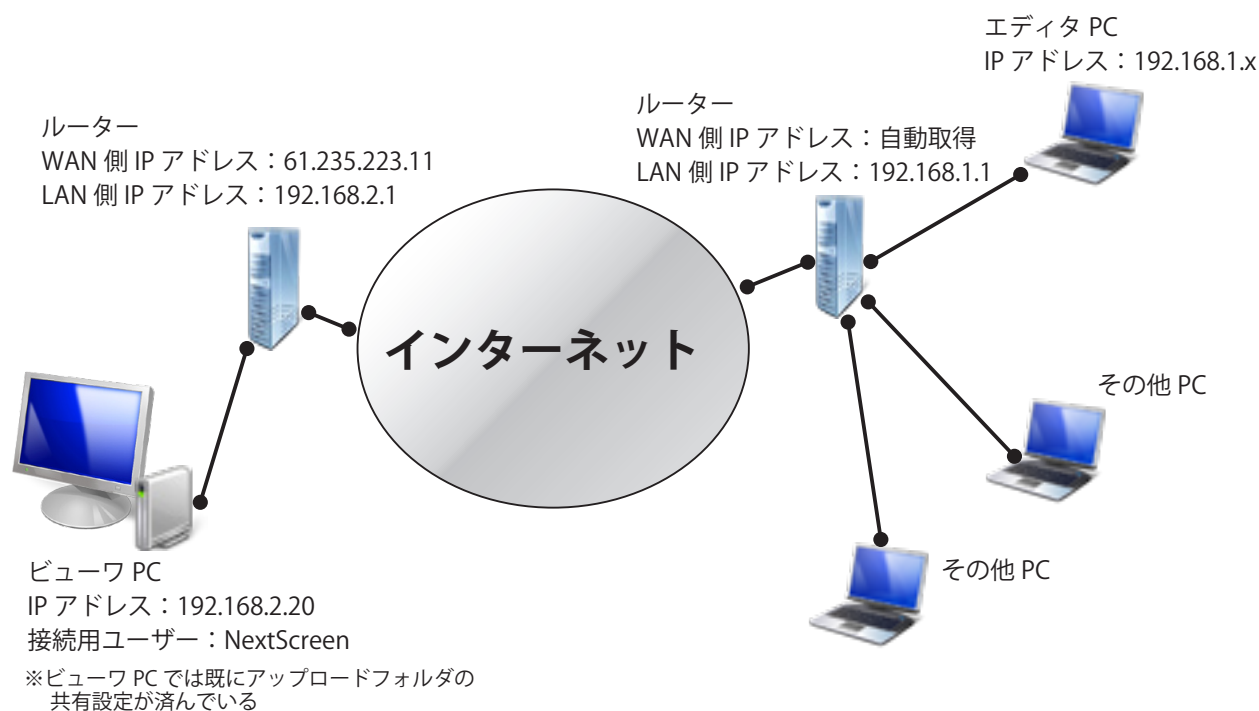 エディタ PC
IP アドレス：192.168.1.x
ルーター
WAN 側 IP アドレス：自動取得
LAN 側 IP アドレス：192.168.1.1
ルーター
WAN 側 IP アドレス：61.235.223.11
LAN 側 IP アドレス：192.168.2.1
インターネット
その他 PC
その他 PC
ビューワ PC
IP アドレス：192.168.2.20
接続用ユーザー：NextScreen
※ビューワ PC では既にアップロードフォルダの
共有設定が済んでいる